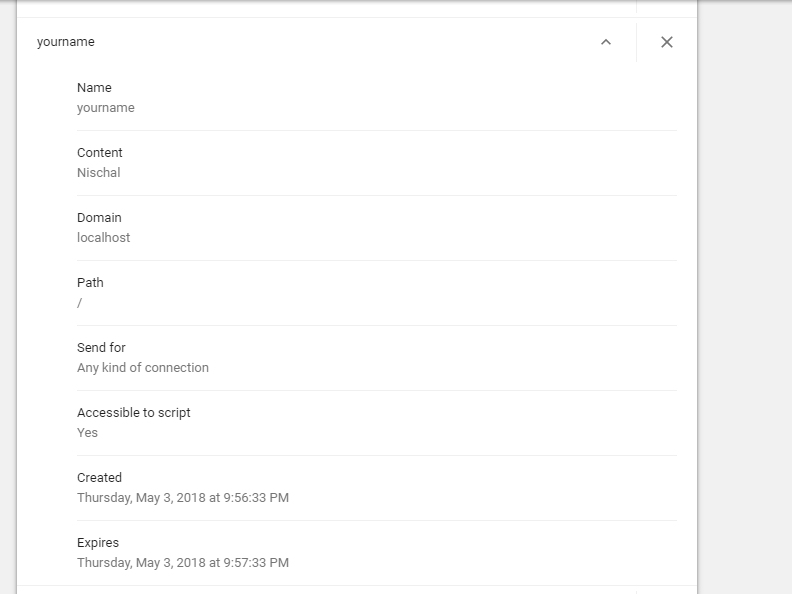 yourname
Name
yourname
Content
Nischal
Domain
localhost
Path
/
Send for
Any kind of connection
Accessible to script
Yes
Created
Thursday, May 3, 2018 at 9:56:33 PM
Expires
Thursday, May 3, 2018 at 9:57:33 PM